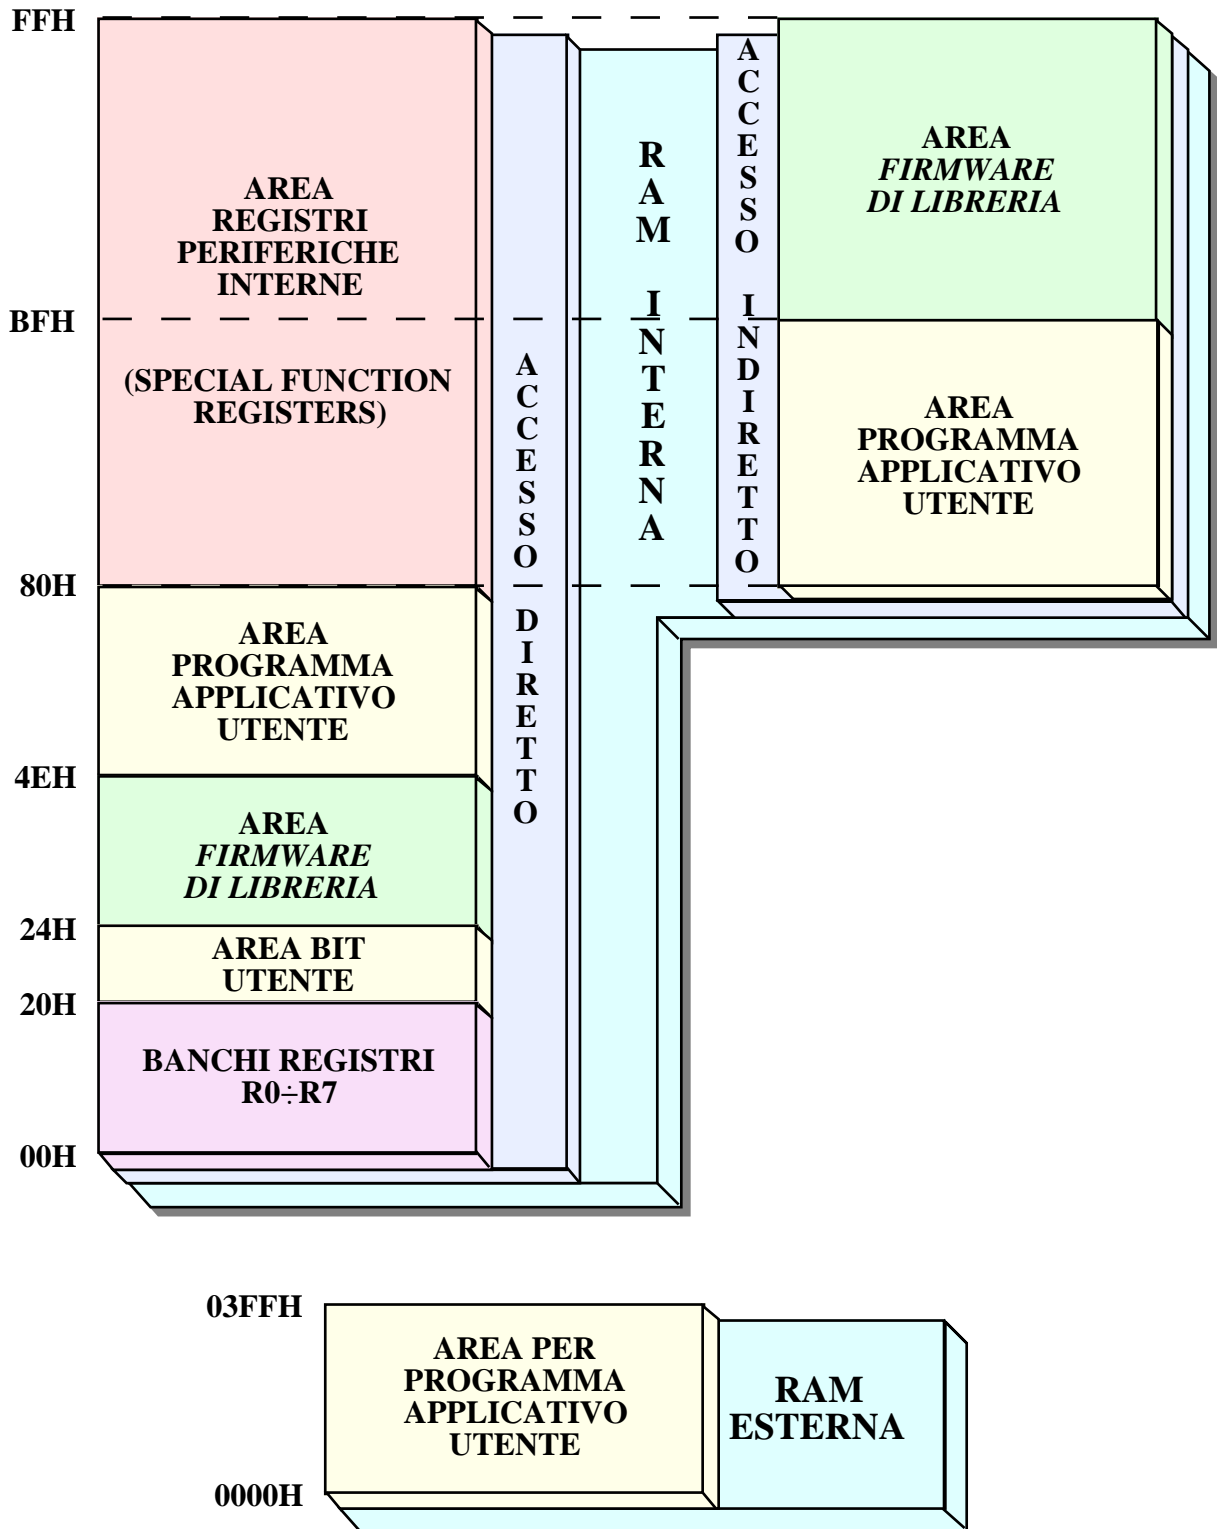 FFH
AREA
REGISTRI
PERIFERICHE
INTERNE
BFH
(SPECIAL FUNCTION
REGISTERS)
80H
AREA
PROGRAMMA
APPLICATIVO
UTENTE
4EH
AREA
FIRMWARE
DI LIBRERIA
24H
AREA BIT
UTENTE
20H
BANCHI REGISTRI
R0÷R7
00H
ACCESSO DIRETTO
RAM INTERNA
ACCESSO INDIRETTO
AREA
FIRMWARE
DI LIBRERIA
AREA
PROGRAMMA
APPLICATIVO
UTENTE
03FFH
AREA PER
PROGRAMMA
APPLICATIVO
UTENTE
0000H
RAM
ESTERNA